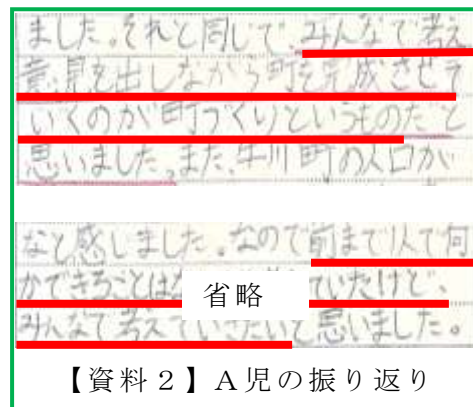 ました。それと同じで、みんなで考え
意見を出しながら町を完成させて
いくのが町づくりというものだと
思いました。また、牛川町の人口が
なと感じました。なので前まで1人で何
かできることは ていたけど、
省略
みんなで考えていきたいと思いました。
【資料2】A児の振り返り